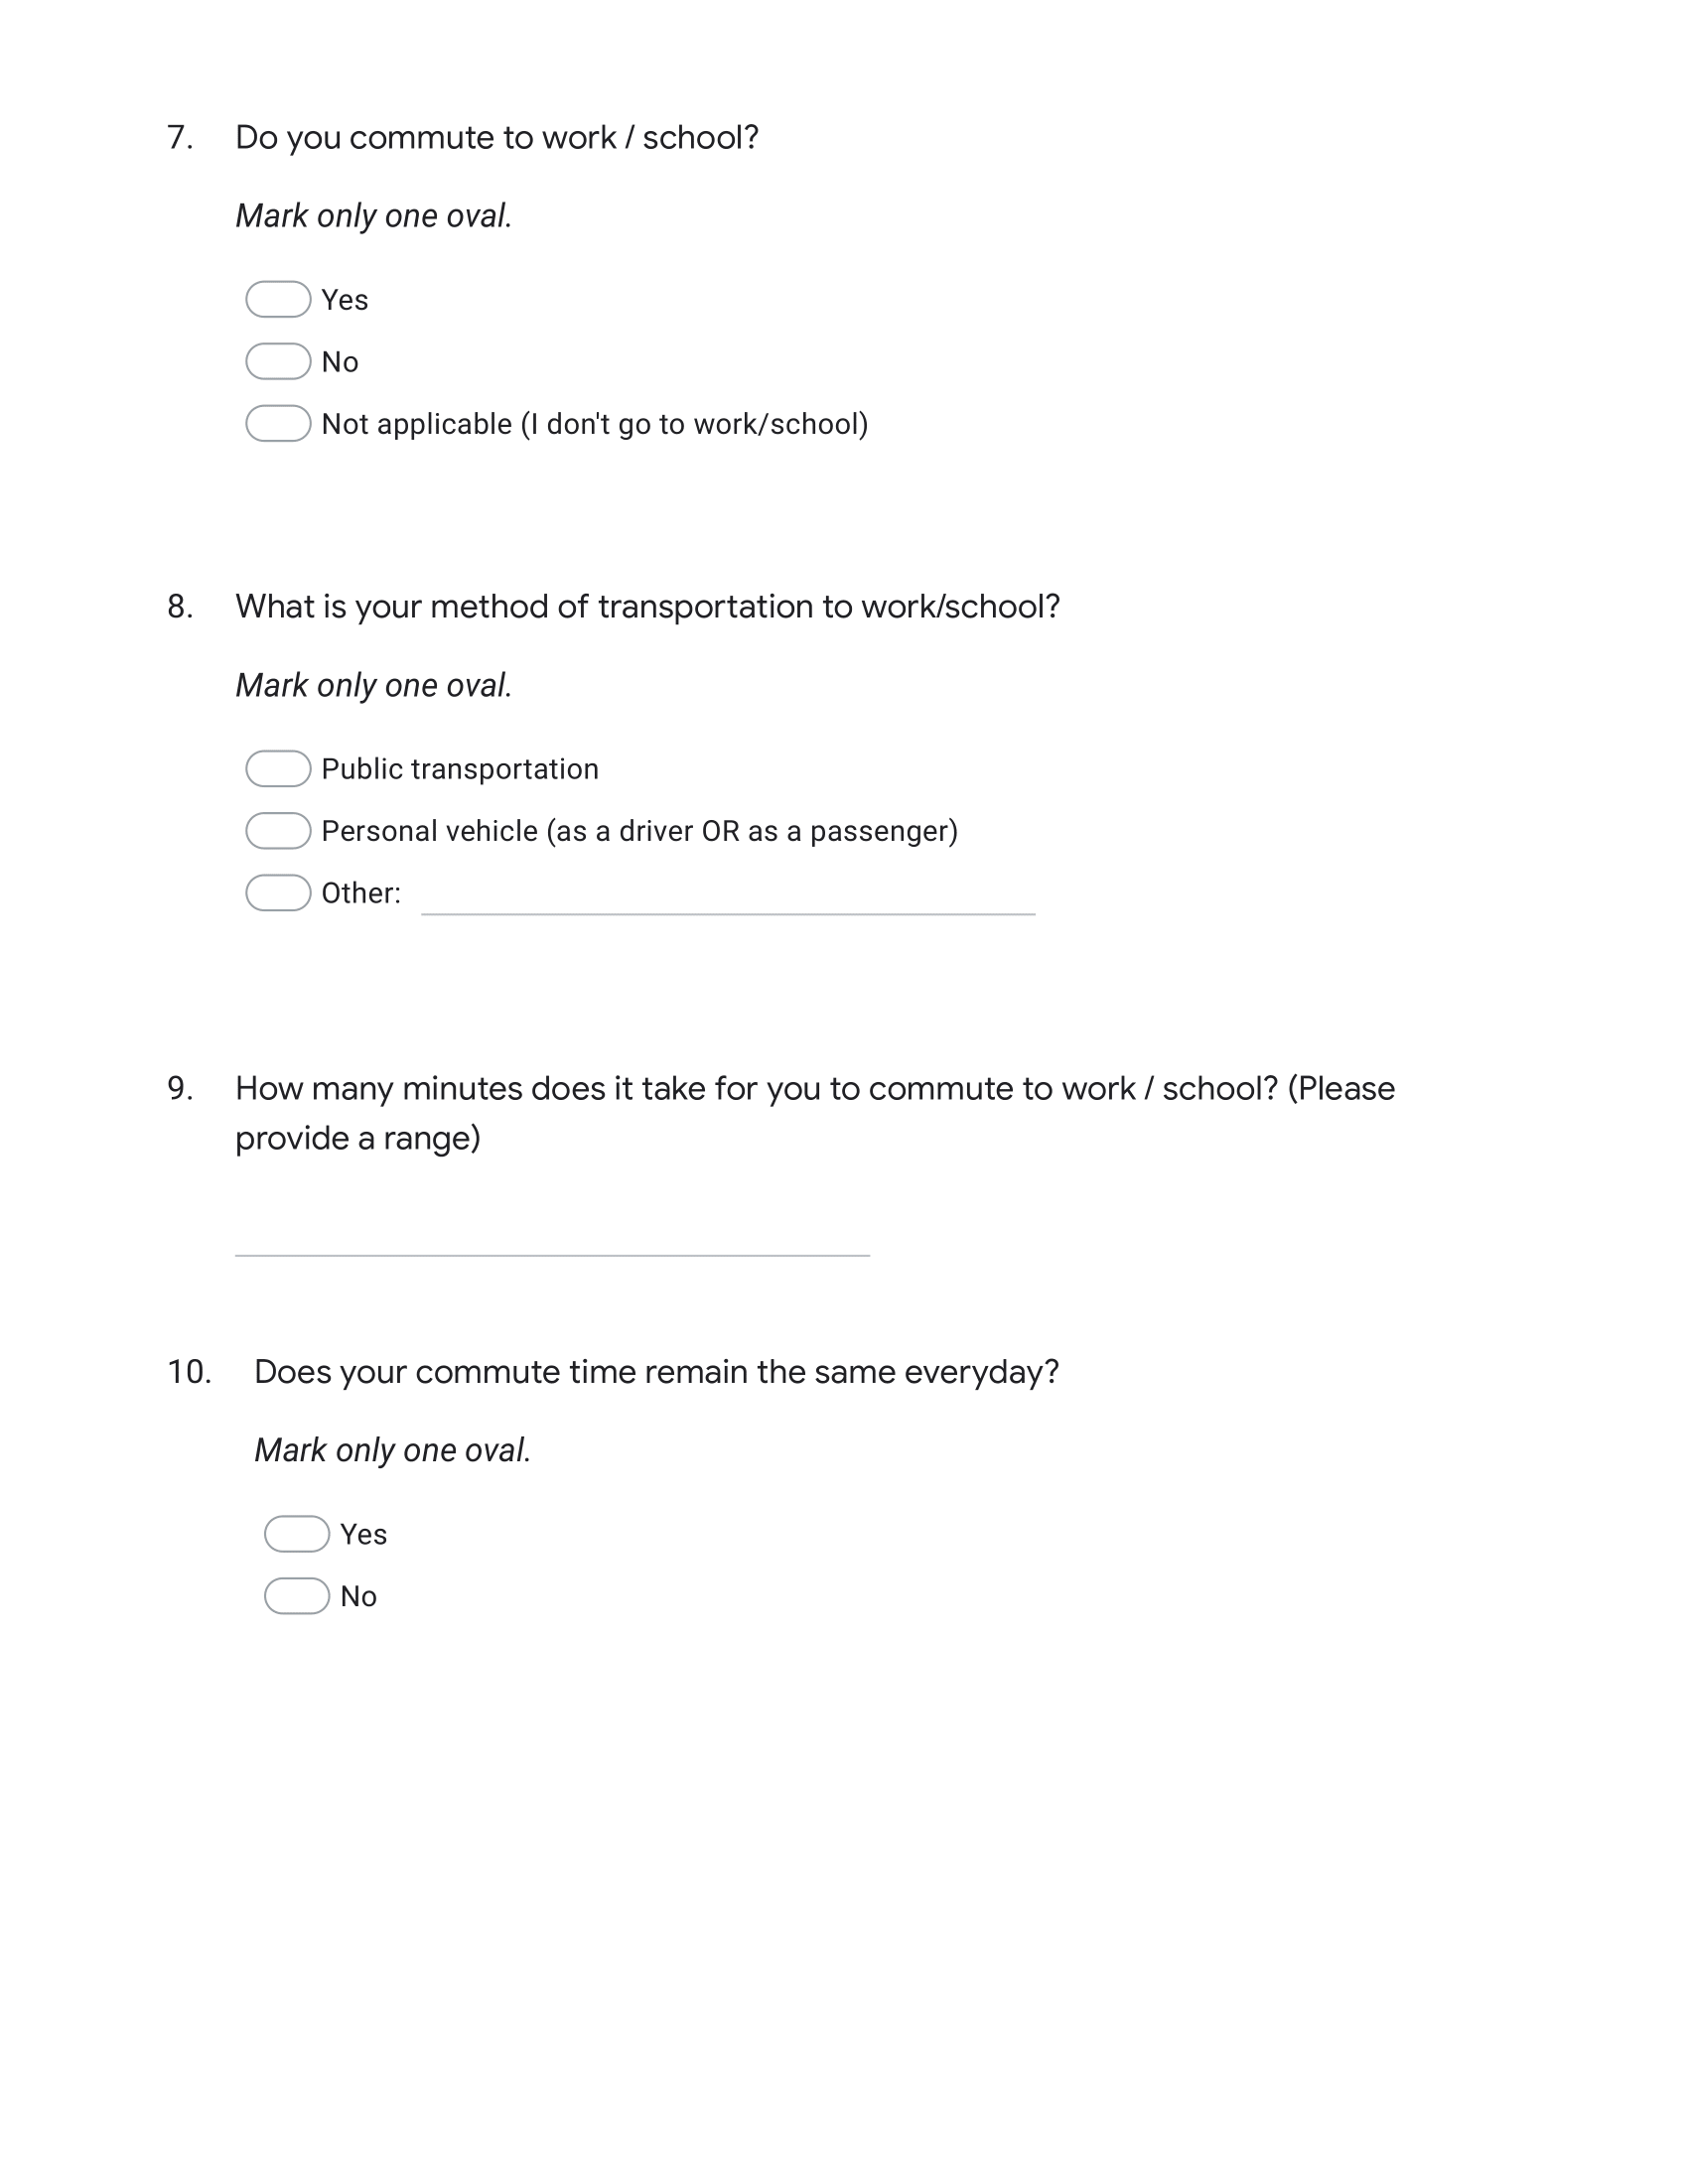 7. Do you commute to work / school?
Mark only one oval.
Yes
No
Not applicable (I don't go to work/school)
8. What is your method of transportation to work/school?
Mark only one oval.
Public transportation
Personal vehicle (as a driver OR as a passenger)
Other:
9. How many minutes does it take for you to commute to work / school? (Please
provide a range)
10. Does your commute time remain the same everyday?
Mark only one oval.
Yes
No